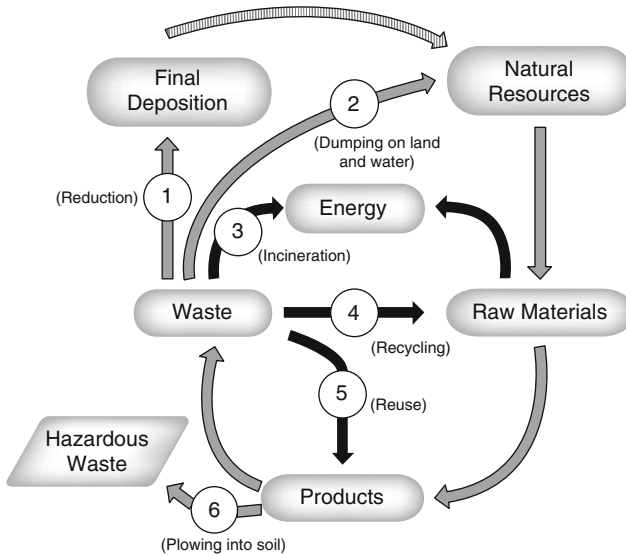 Final
Deposition
Natural
Resources
2
(Dumping on land
and water)
(Reduction)
1
Energy
3
(Incineration)
Waste
4
Raw Materials
(Recycling)
5
(Reuse)
Hazardous
Waste
Products
6
(Plowing into soil)